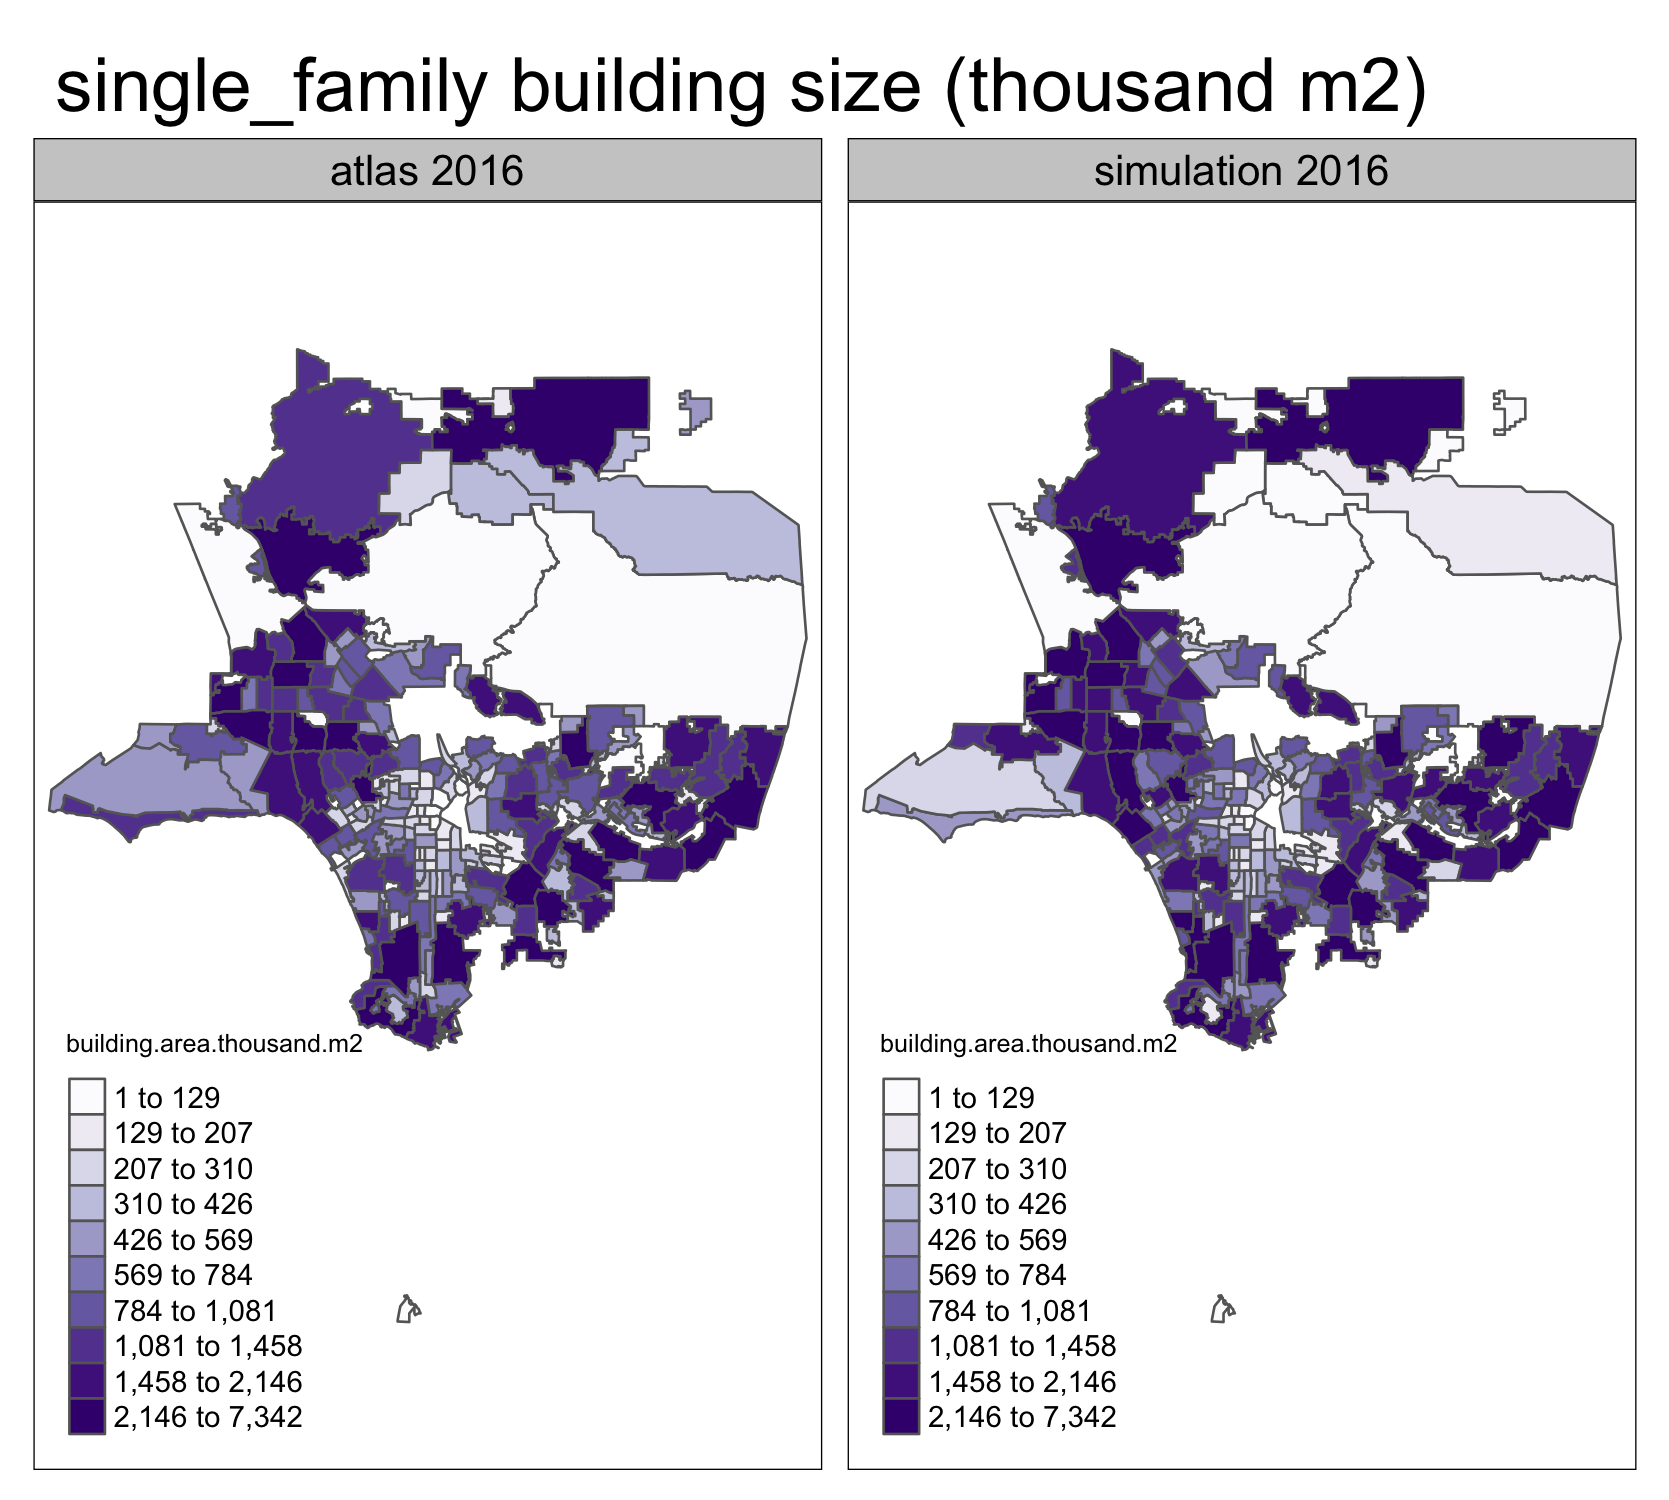 single_family building size (thousand m2)
atlas 2016
simulation 2016
building.area.thousand.m2
1 to 129
129 to 207
207 to 310
310 to 426
426 to 569
569 to 784
784 to 1,081
1,081 to 1,458
1,458 to 2,146
2,146 to 7,342
building.area.thousand.m2
1 to 129
129 to 207
207 to 310
310 to 426
426 to 569
569 to 784
784 to 1,081
1,081 to 1,458
1,458 to 2,146
2,146 to 7,342